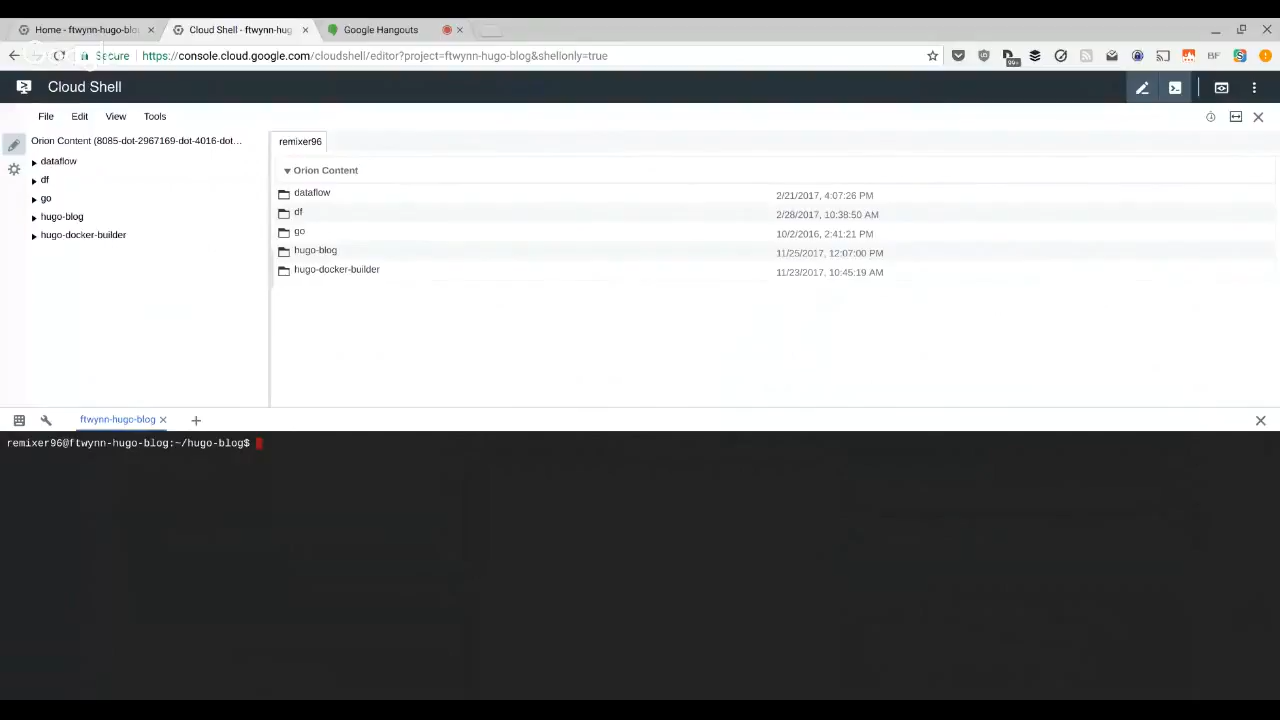 Home - ftwynn-hugo-blo
Cloud Shell - ftwynn-hug
Google Hangouts
Secure
https://console.cloud.google.com/cloudshell/editor?project=ftwynn-hugo-blog&shellonly=true
99+
BF
Cloud Shell
File Edit View Tools
Orion Content (8085-dot-2967169-dot-4016-dot...
dataflow
df
go
hugo-blog
hugo-docker-builder
remixer96
Orion Content
dataflow 2/21/2017, 4:07:26 PM
df 2/28/2017, 10:38:50 AM
go 10/2/2016, 2:41:21 PM
hugo-blog 11/25/2017, 12:07:00 PM
hugo-docker-builder 11/23/2017, 10:45:19 AM
ftwynn-hugo-blog
remixer96@ftwynn-hugo-blog:~/hugo-blog$